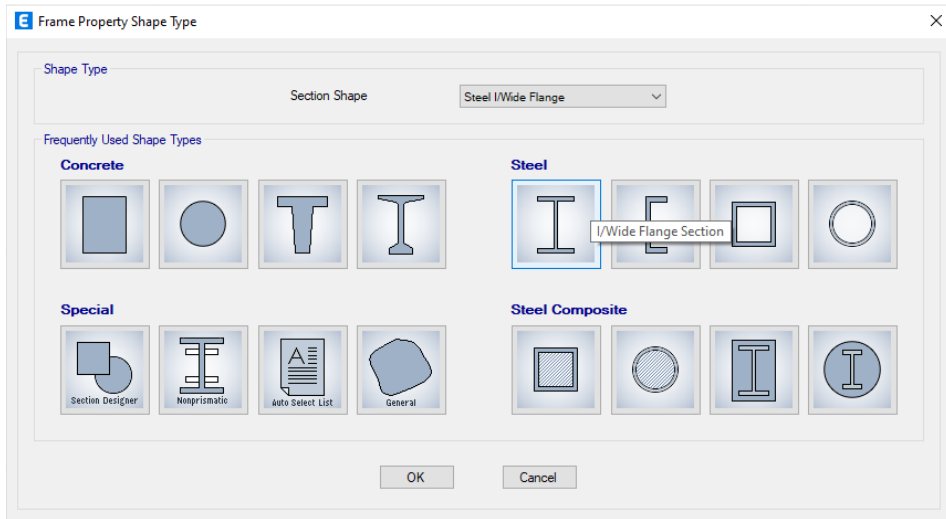 E Frame Property Shape Type
Shape Type
Section Shape
Steel I/Wide Flange
Frequently Used Shape Types
Concrete
Steel
I/Wide Flange Section
Special
Steel Composite
Section Designer
Nonprismatic
A
Auto Select List
General
OK
Cancel